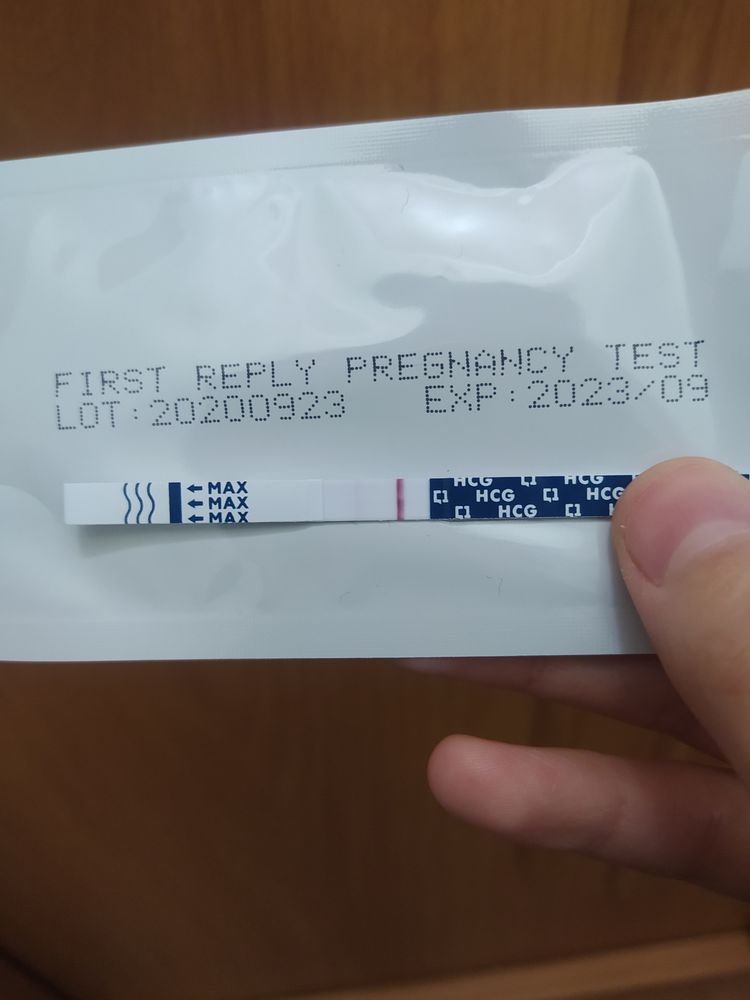 FIRST REPLY PREGNANCY TEST
LOT:20200923 EXP:2023/09
MAX
MAX
MAX
HCG HCG
HCG HCG
HCG